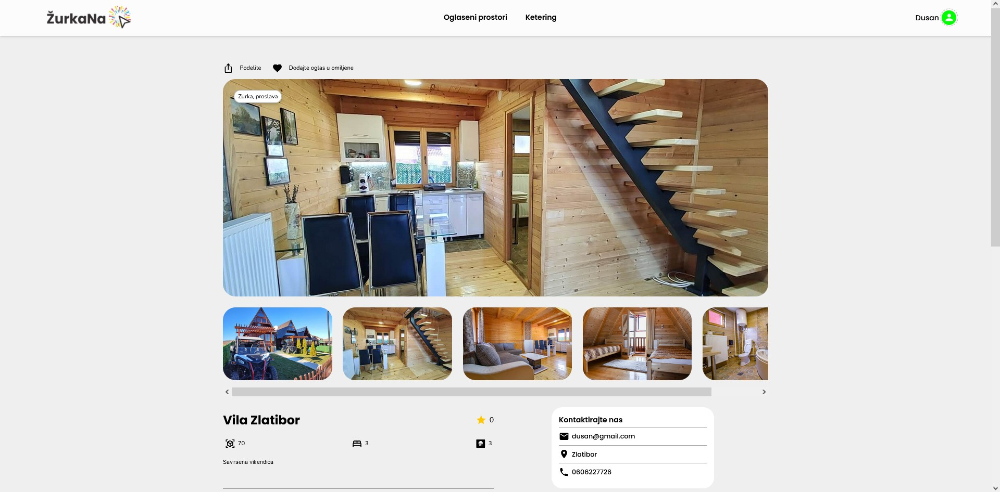 ŽurkaNa
Oglaseni prostori
Ketering
Dusan
Podelite
Dodajte oglas u omiljene
Zurka, proslava
Vila Zlatibor
0
70
3
3
Savrsena vikendica
Kontaktirajte nas
dusan@gmail.com
Zlatibor
0606227726